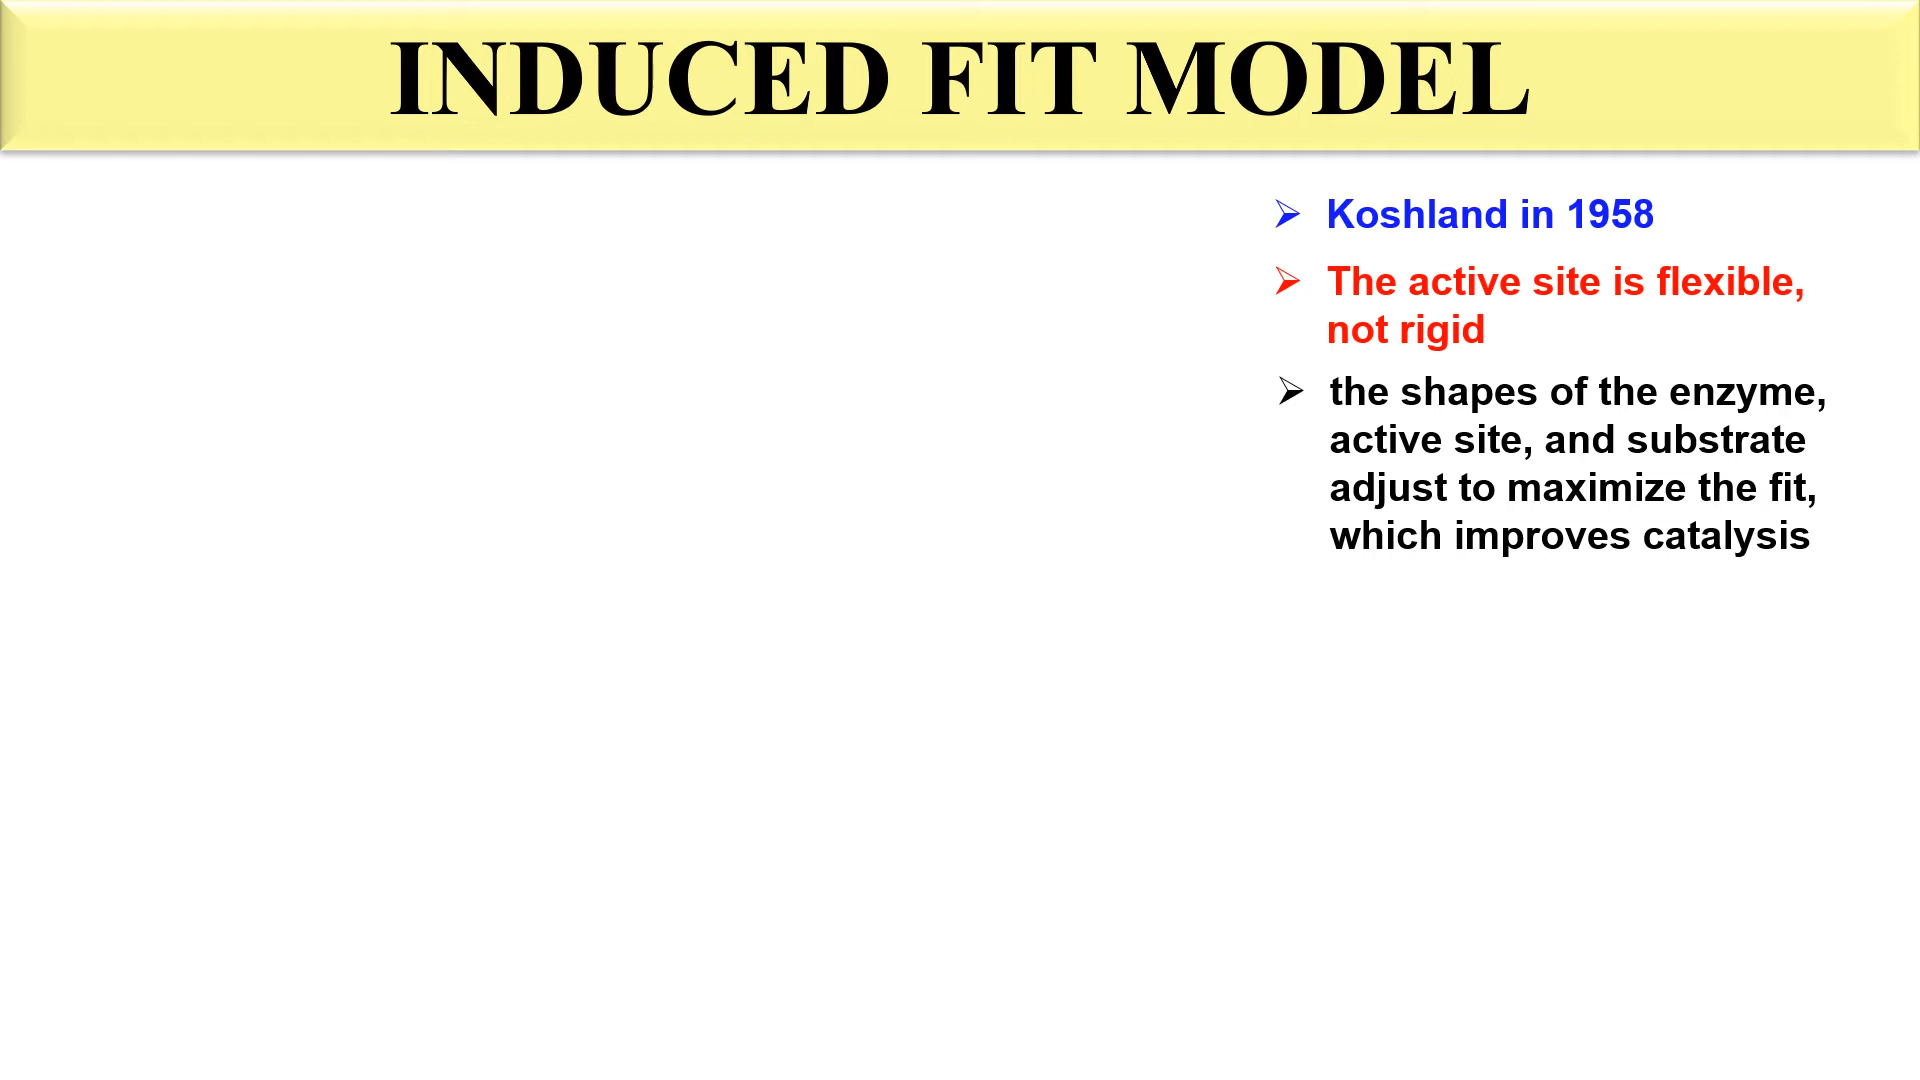 INDUCED FIT MODEL
➢ Koshland in 1958
➢ The active site is flexible,
not rigid
➢ the shapes of the enzyme,
active site, and substrate
adjust to maximize the fit,
which improves catalysis